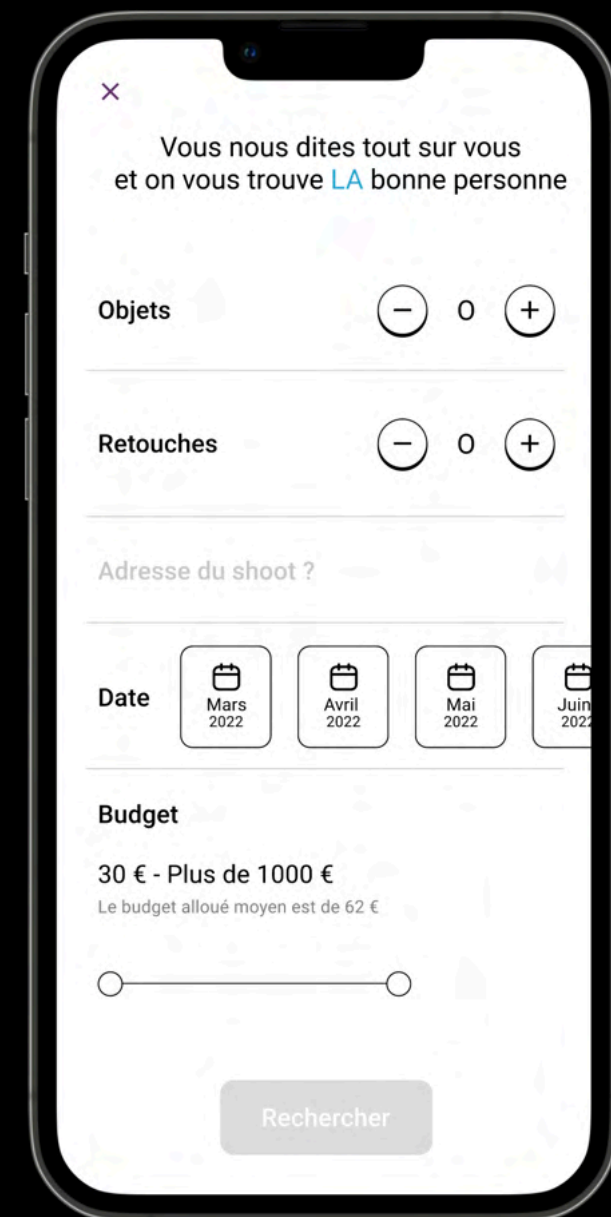 Vous nous dites tout sur vous
et on vous trouve LA bonne personne
Objets
0
Retouches
0
Adresse du shoot ?
Date
Mars
2022
Avril
2022
Mai
2022
Juin
2022
Budget
30 € - Plus de 1000 €
Le budget alloué moyen est de 62 €
Rechercher